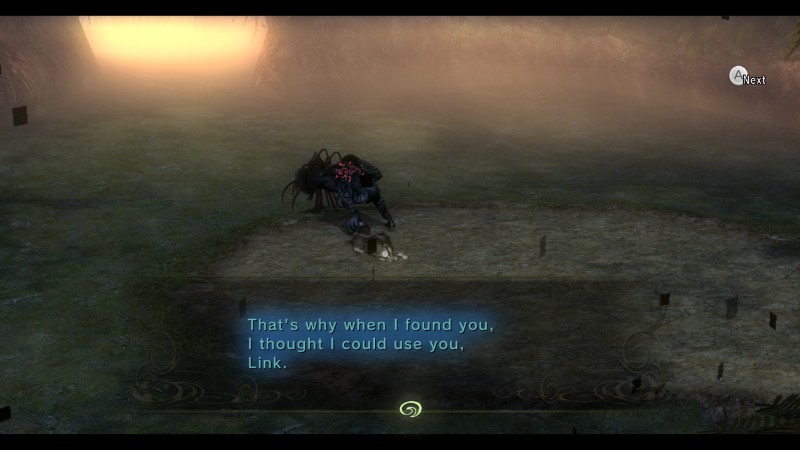 A Next
That's why when I found you,
I thought I could use you,
Link.